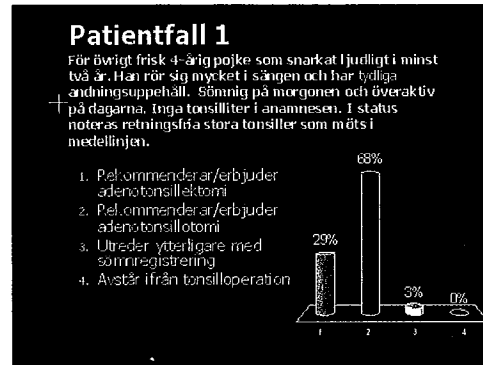 Patientfall 1
För övrigt frisk 4-årig pojke som snarkat ljudligt i minst
två år. Han rör sig mycket i sängen och har tydliga
andningsuppehåll. Sömnig på morgonen och överaktiv
på dagarna. Inga tonsilliter i anamnesen. I status
noteras retningsfria stora tonsiller som möts i
medellinjen.
1. Rekommenderar/erbjuder
adenotonsillektomi
2. Rekommenderar/erbjuder
adenotonsillotomi
3. Utreder ytterligare med
sömnregistrering
4. Avstår ifrån tonsilloperation
29%
68%
3%
0%
1 2 3 4